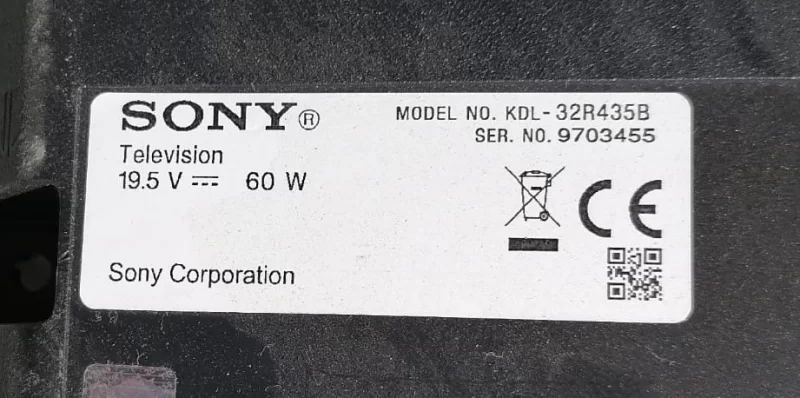 SONY®
MODEL NO. KDL-32R435B
SER. NO. 9703455
Television
19.5 V ⎓ 60 W
CE
Sony Corporation